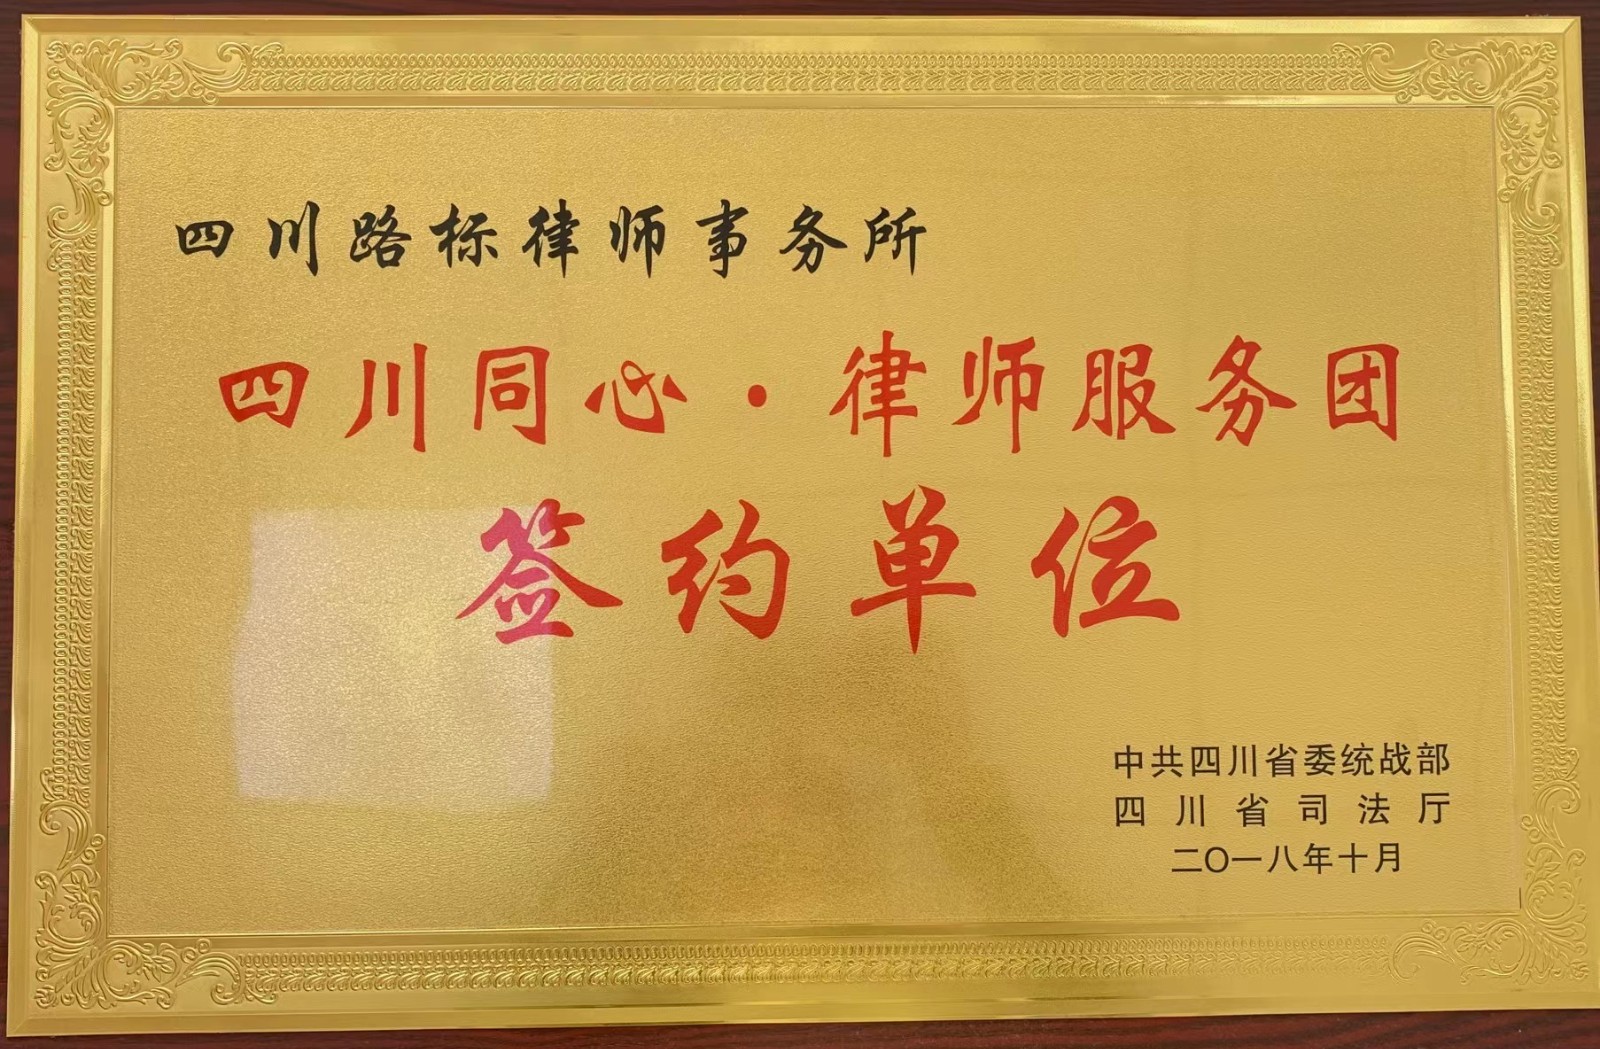 四川路标律师事务所
四川同心·律师服务团
签约单位
中共四川省委统战部
四川省司法厅
二〇一八年十月